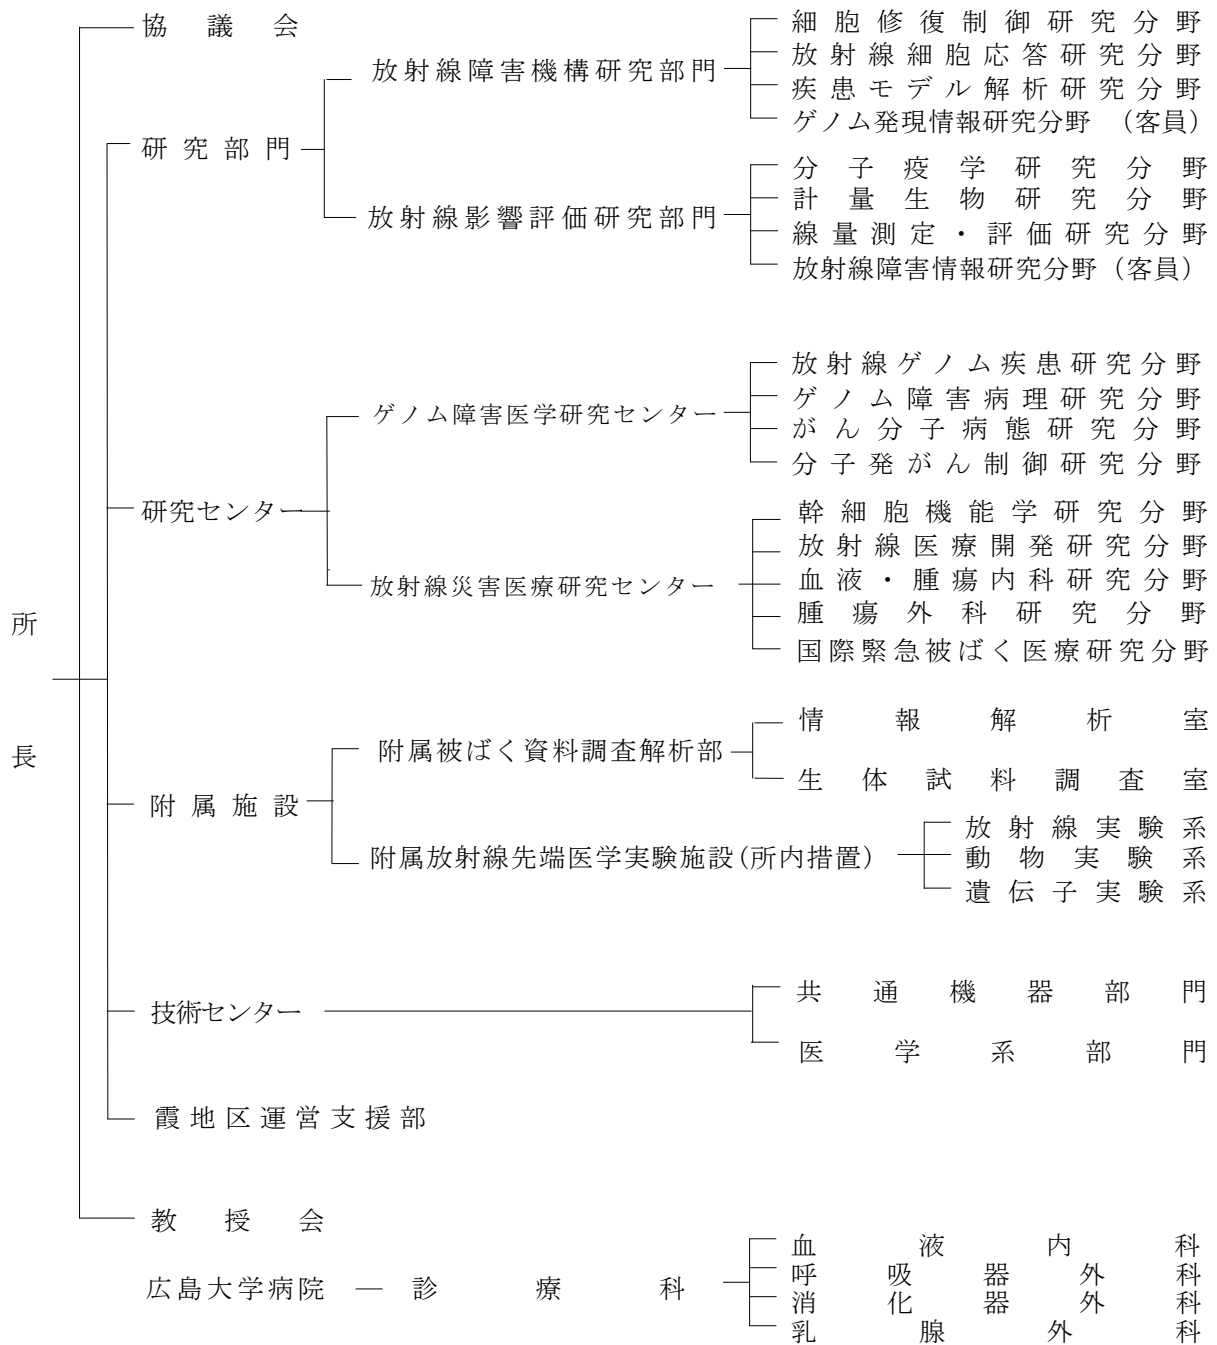 所長
協議会
研究部門
放射線障害機構研究部門
細胞修復制御研究分野
放射線細胞応答研究分野
疾患モデル解析研究分野
ゲノム発現情報研究分野 （客員）
放射線影響評価研究部門
分子疫学研究分野
計量生物研究分野
線量測定・評価研究分野
放射線障害情報研究分野（客員）
研究センター
ゲノム障害医学研究センター
放射線ゲノム疾患研究分野
ゲノム障害病理研究分野
がん分子病態研究分野
分子発がん制御研究分野
放射線災害医療研究センター
幹細胞機能学研究分野
放射線医療開発研究分野
血液・腫瘍内科研究分野
腫瘍外科研究分野
国際緊急被ばく医療研究分野
附属施設
附属被ばく資料調査解析部
情報解析室
生体試料調査室
附属放射線先端医学実験施設(所内措置）
放射線実験系
動物実験系
遺伝子実験系
技術センター
共通機器部門
医学系部門
霞地区運営支援部
教授会
広島大学病院 ― 診療科
血液内科
呼吸器外科
消化器外科
乳腺外科